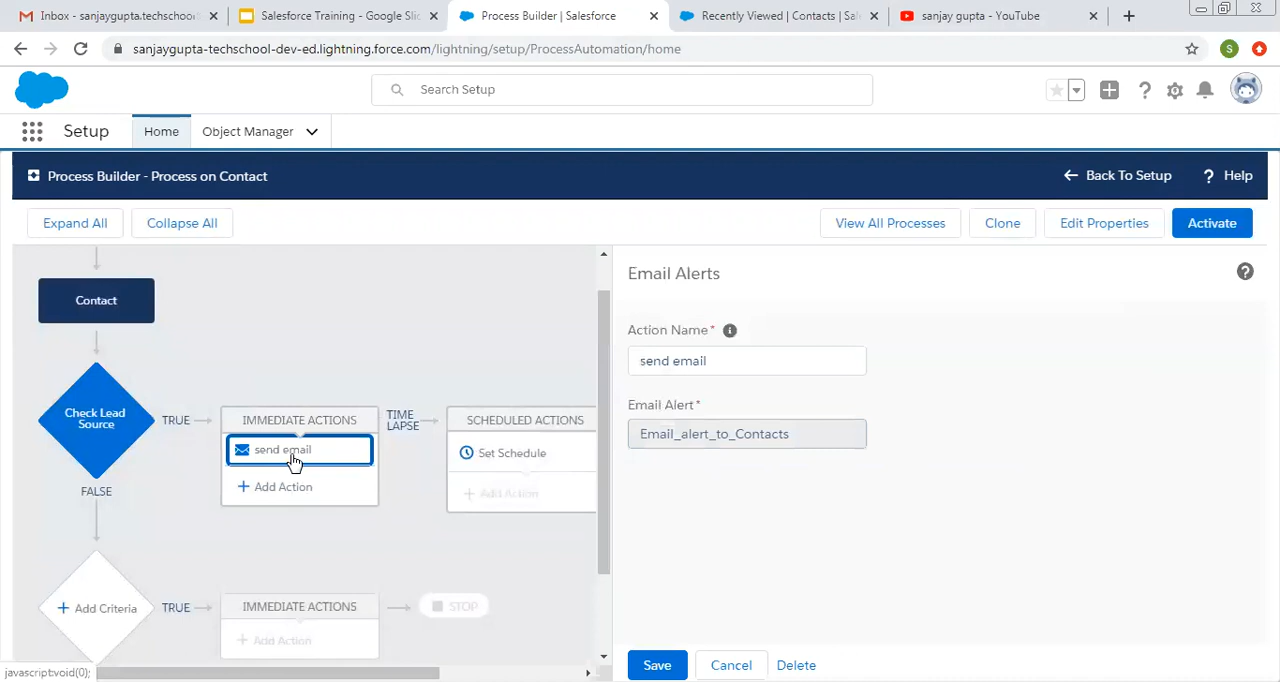 Inbox - sanjaygupta.techschool
Salesforce Training - Google Slid
Process Builder | Salesforce
Recently Viewed | Contacts | Sal
sanjay gupta - YouTube
sanjaygupta-techschool-dev-ed.lightning.force.com/lightning/setup/ProcessAutomation/home
S
Search Setup
Setup
Home
Object Manager
Process Builder - Process on Contact
Back To Setup
? Help
Expand All
Collapse All
View All Processes
Clone
Edit Properties
Activate
Contact
Check Lead
Source
TRUE
IMMEDIATE ACTIONS
send email
+ Add Action
TIME
LAPSE
SCHEDULED ACTIONS
Set Schedule
+ Add Action
FALSE
+ Add Criteria
TRUE
IMMEDIATE ACTIONS
+ Add Action
STOP
Email Alerts
Action Name*
send email
Email Alert*
Email_alert_to_Contacts
Save
Cancel
Delete
javascript:void(0);